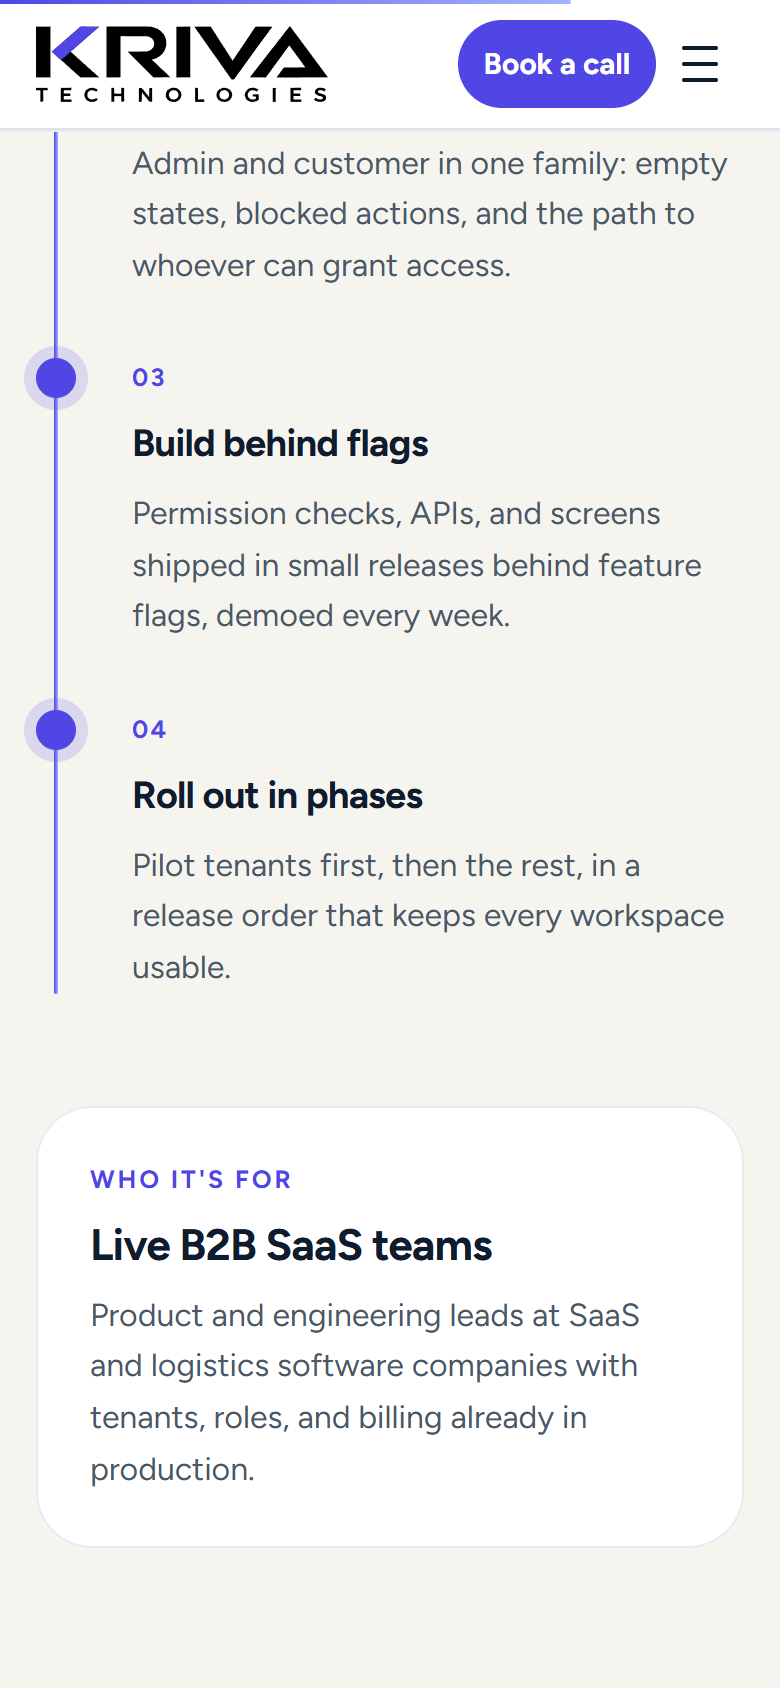 KRIVA
TECHNOLOGIES
Book a call
Admin and customer in one family: empty
states, blocked actions, and the path to
whoever can grant access.
03
Build behind flags
Permission checks, APIs, and screens
shipped in small releases behind feature
flags, demoed every week.
04
Roll out in phases
Pilot tenants first, then the rest, in a
release order that keeps every workspace
usable.
WHO IT'S FOR
Live B2B SaaS teams
Product and engineering leads at SaaS
and logistics software companies with
tenants, roles, and billing already in
production.